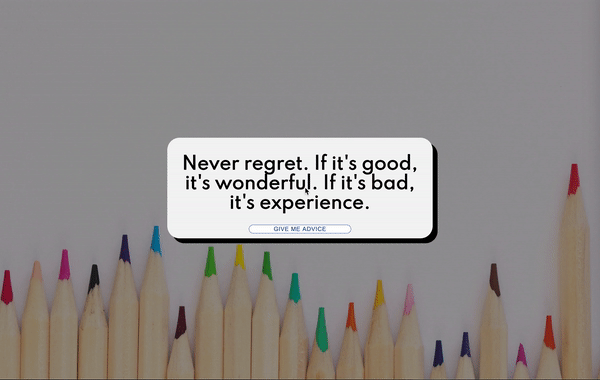 Never regret. If it's good,
it's wonderful. If it's bad,
it's experience.
GIVE ME ADVICE